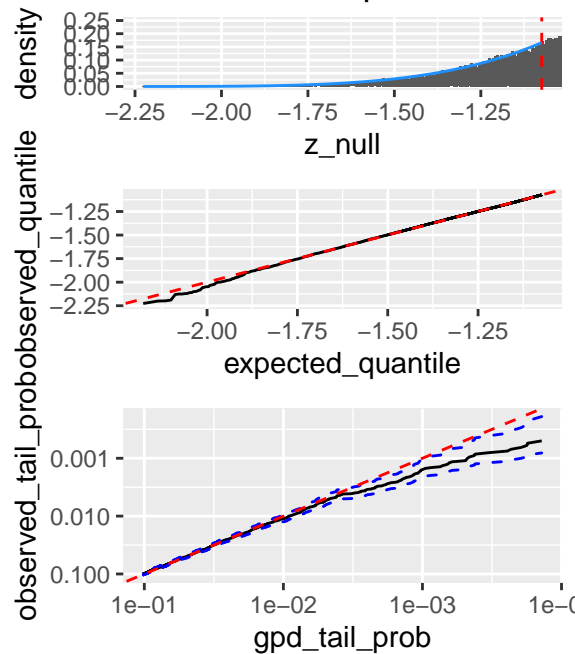 0.25
0.20
0.15
0.10
0.05
0.00
density
−2.25 −2.00 −1.75 −1.50 −1.25
z_null
−1.25
−1.50
−1.75
−2.00
−2.25
observed_quantile
−2.00 −1.75 −1.50 −1.25
expected_quantile
0.001
0.010
0.100
observed_tail_prob
1e−01 1e−02 1e−03 1e−0
gpd_tail_prob